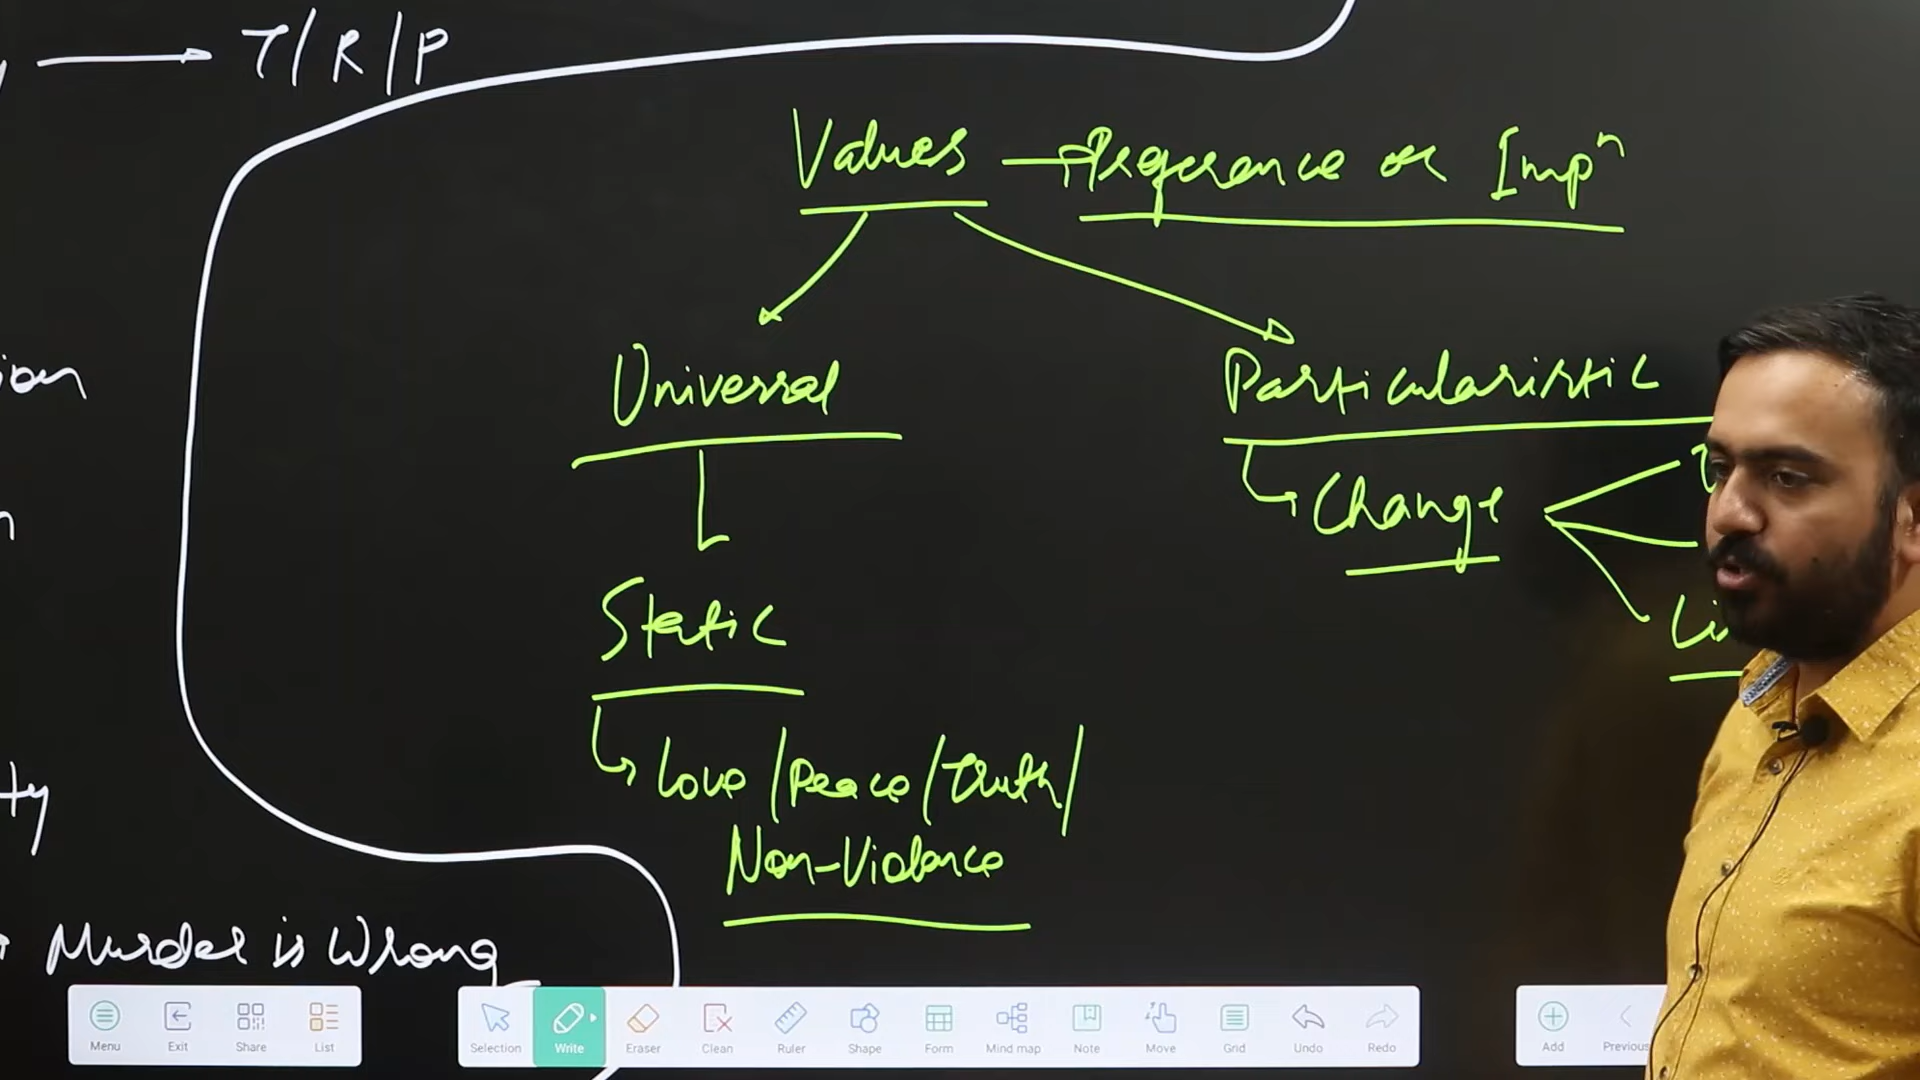 → T/R/P
Values → Preference or Impⁿ
Universal
Particularistic
Change
Static
Love/Peace/Truth/
Non-Violence
Murder is Wrong
Menu Exit Share List
Selection Write Eraser Clean Ruler Shape Form Mind map Note Move Grid Undo Redo
Add Previous